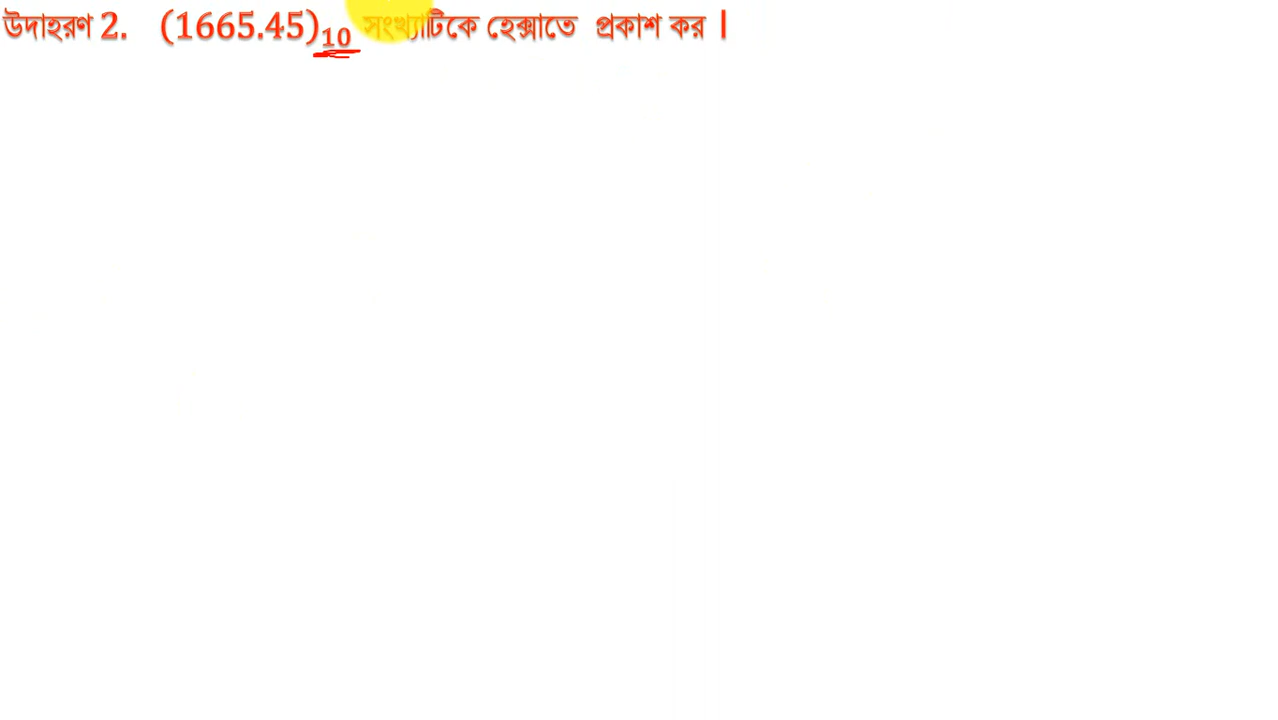 উদাহরণ 2. (1665.45)₁₀ সংখ্যাটিকে হেক্সাতে প্রকাশ কর |